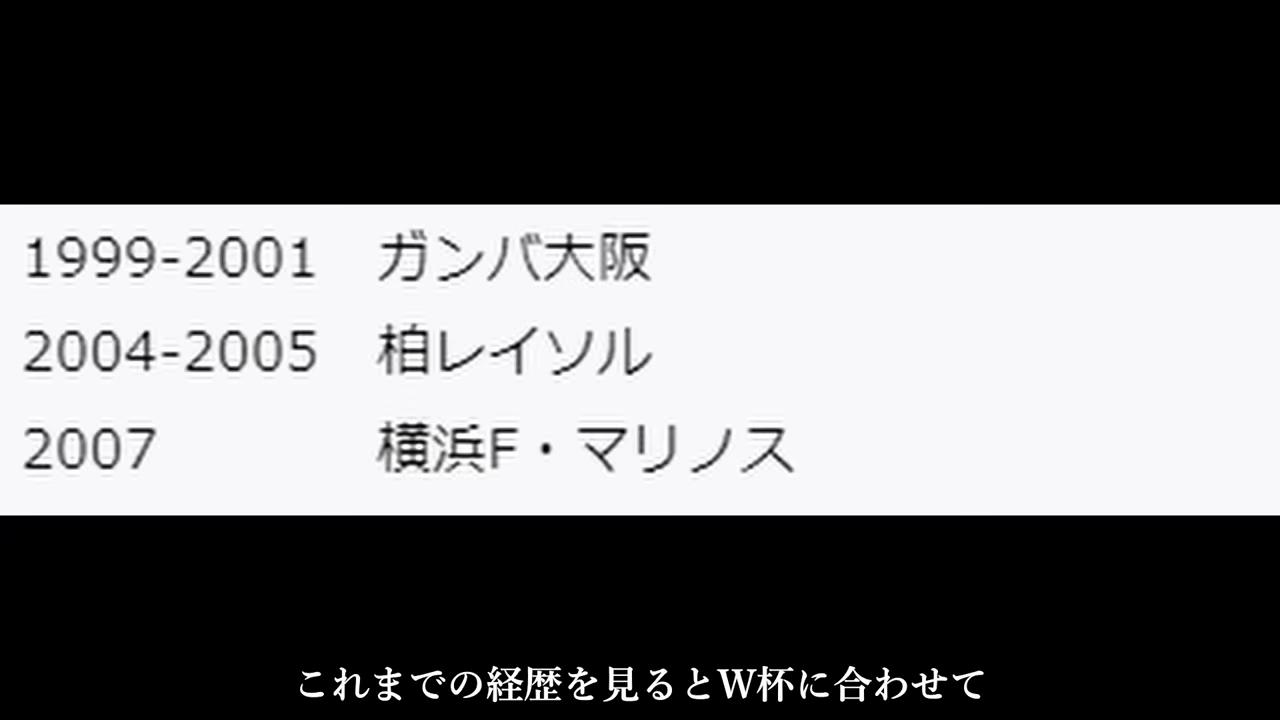 1999-2001 ガンバ大阪
2004-2005 柏レイソル
2007 横浜F・マリノス
これまでの経歴を見るとW杯に合わせて